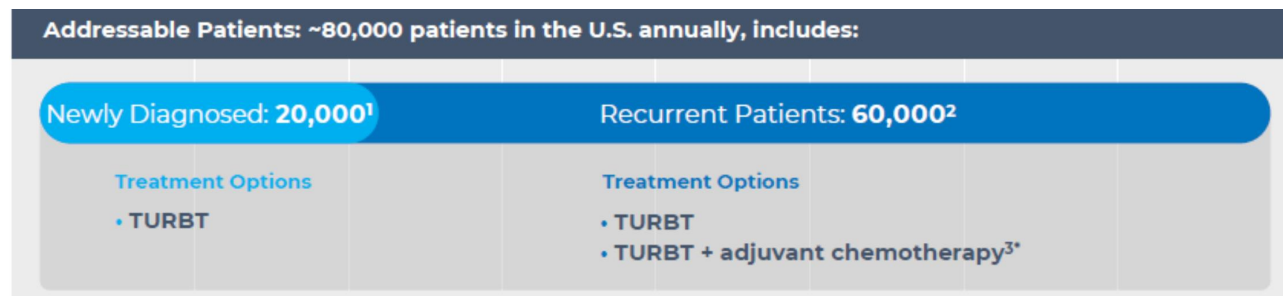 Addressable Patients: ~80,000 patients in the U.S. annually, includes:
Newly Diagnosed: 20,000¹
Recurrent Patients: 60,000²
Treatment Options
• TURBT
Treatment Options
• TURBT
• TURBT + adjuvant chemotherapy³*